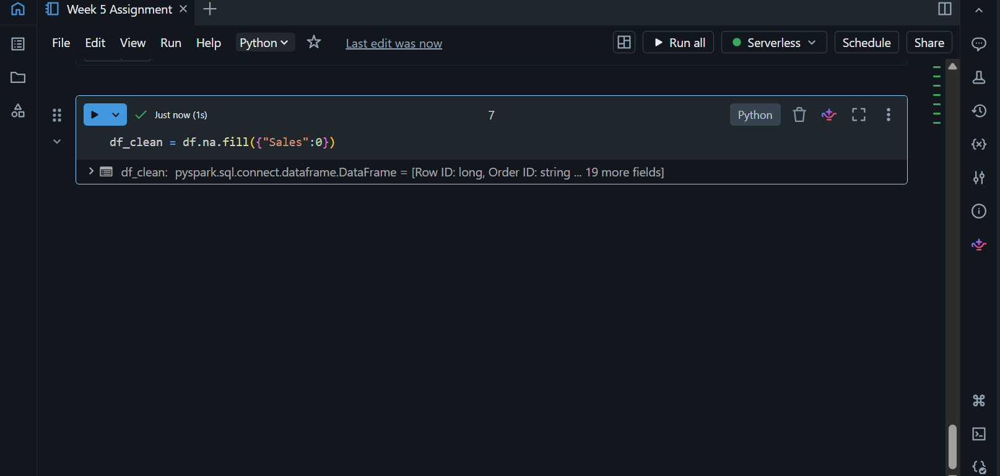 Week 5 Assignment
File Edit View Run Help Python Last edit was now Run all Serverless Schedule Share
Just now (1s) 7 Python
df_clean = df.na.fill({"Sales":0})
df_clean: pyspark.sql.connect.dataframe.DataFrame = [Row ID: long, Order ID: string ... 19 more fields]